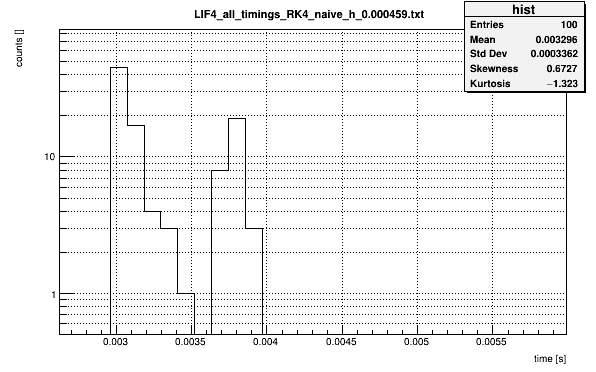 LIF4_all_timings_RK4_naive_h_0.000459.txt
hist
Entries 100
Mean 0.003296
Std Dev 0.0003362
Skewness 0.6727
Kurtosis −1.323
counts []
10
1
0.003 0.0035 0.004 0.0045 0.005 0.0055
time [s]